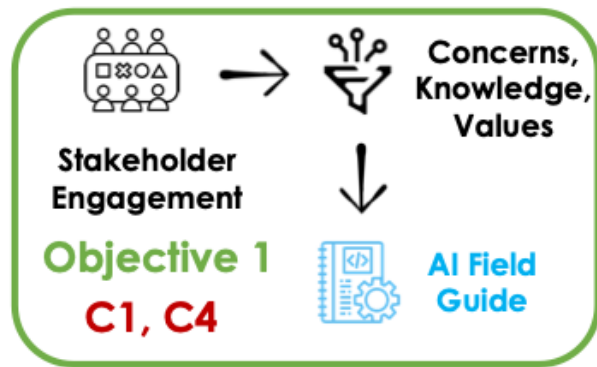 Concerns,
Knowledge,
Values
Stakeholder
Engagement
Objective 1
C1, C4
</>
AI Field
Guide